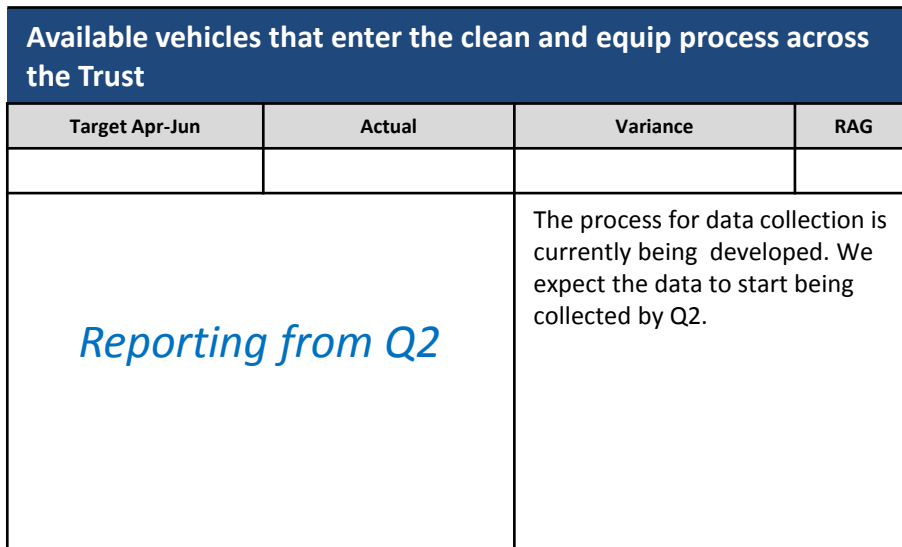 Available vehicles that enter the clean and equip process across
the Trust
Target Apr-Jun
Actual
Variance
RAG
Reporting from Q2
The process for data collection is
currently being  developed. We
expect the data to start being
collected by Q2.